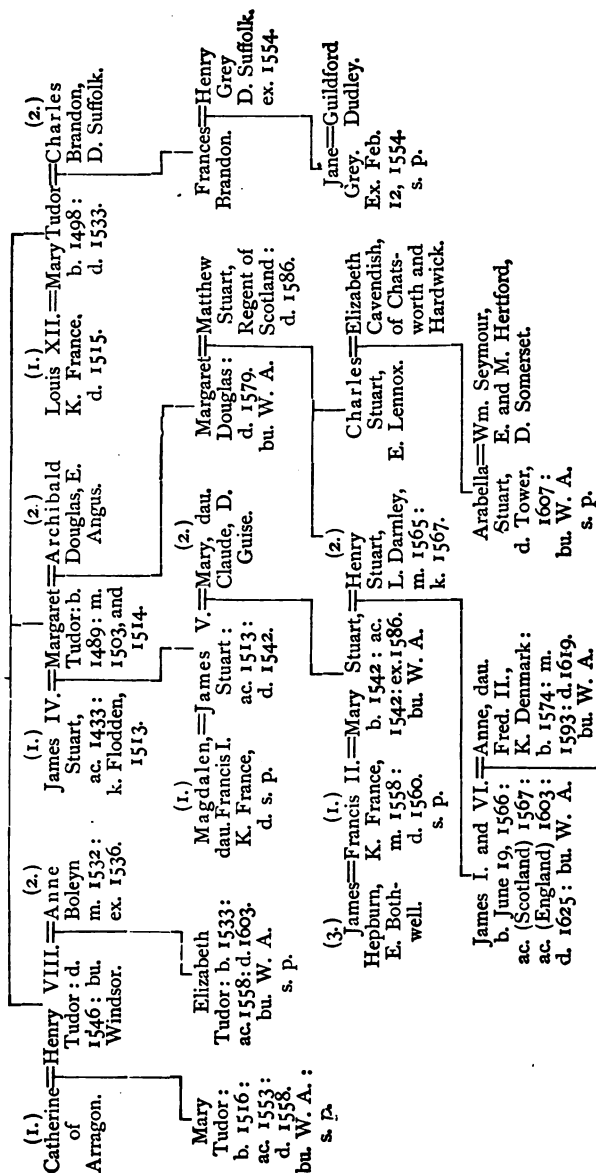 (1.)
Catherine=Henry VIII.=Anne
(2.)
of
Arragon.
Tudor: d.
1546: bu.
Windsor.
Boleyn
m. 1532:
ex. 1536.
(1.)
James IV.=Margaret=Archibald
(2.)
Stuart,
ac. 1433:
k. Flodden,
1513.
Tudor: b.
1489: m.
1503, and
1514.
Douglas, E.
Angus.
(1.)
Louis XII.=Mary Tudor=Charles
(2.)
K. France.
d. 1515.
b. 1498:
d. 1533.
Brandon,
D. Suffolk.
Mary
Tudor:
b. 1516:
ac. 1553:
d. 1558.
bu. W. A.:
s. p.
Elizabeth
Tudor: b. 1533:
ac. 1558: d. 1603.
bu. W. A.
s. p.
(1.)
Magdalen,=James V.=Mary, dau.
(2.)
dau. Francis I.
K. France,
d. s. p.
Stuart:
ac. 1513:
d. 1542.
Claude, D.
Guise.
Margaret=Matthew
Douglas:
d. 1579.
bu. W. A.
Stuart,
Regent of
Scotland:
d. 1586.
Frances=Henry
Brandon.
Grey
D. Suffolk.
ex. 1554.
(3.)
James=Francis II.=Mary Stuart,=Henry
(1.)
(2.)
Hepburn,
E. Both-
well.
K. France,
m. 1558:
d. 1560.
s. p.
b. 1542: ac.
1542: ex. 1586.
bu. W. A.
Stuart,
L. Darnley,
m. 1565:
k. 1567.
Charles=Elizabeth
Stuart,
E. Lennox.
Cavendish,
of Chats-
worth and
Hardwick.
Jane=Guildford
Grey.
Ex. Feb.
12, 1554.
s. p.
Dudley.
James I. and VI.=Anne, dau.
b. June 19, 1566:
ac. (Scotland) 1567:
ac. (England) 1603:
d. 1625: bu. W. A.
Fred. II.,
K. Denmark:
b. 1574: m.
1593: d. 1619.
bu. W. A.
Arabella=Wm. Seymour,
Stuart,
d. Tower,
1607:
bu. W. A.
s. p.
E. and M. Hertford,
D. Somerset.